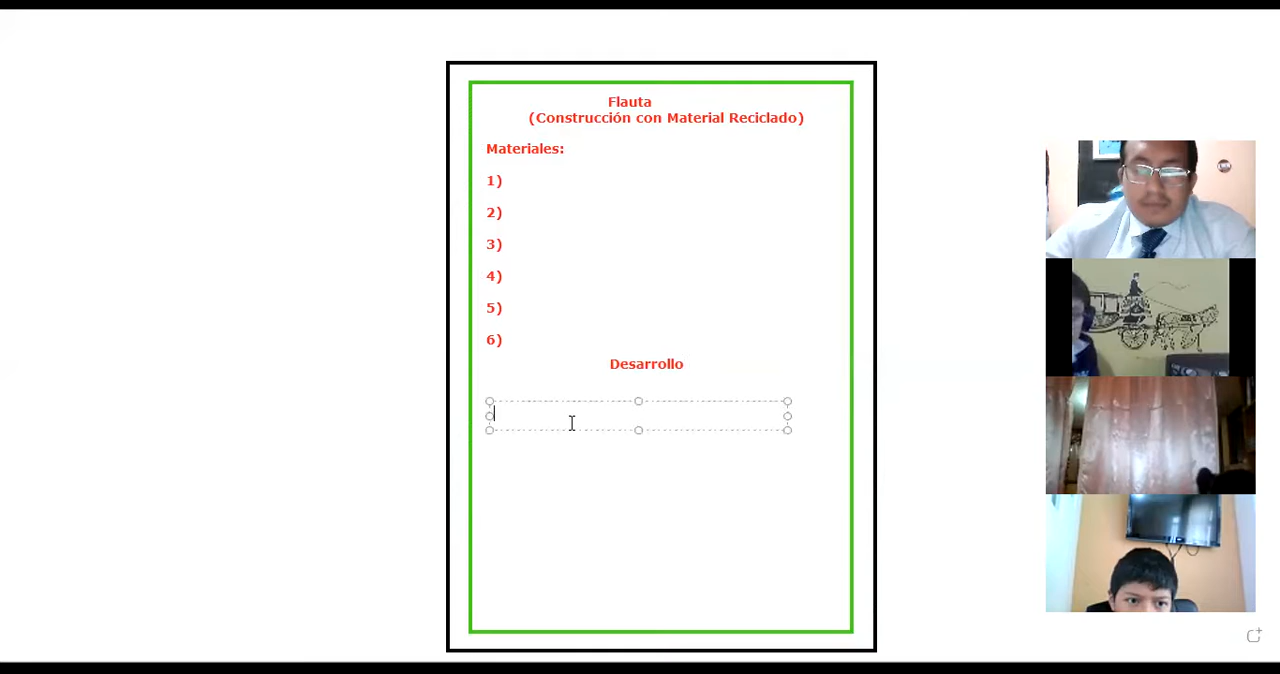 Flauta
(Construcción con Material Reciclado)
Materiales:
1)
2)
3)
4)
5)
6)
Desarrollo